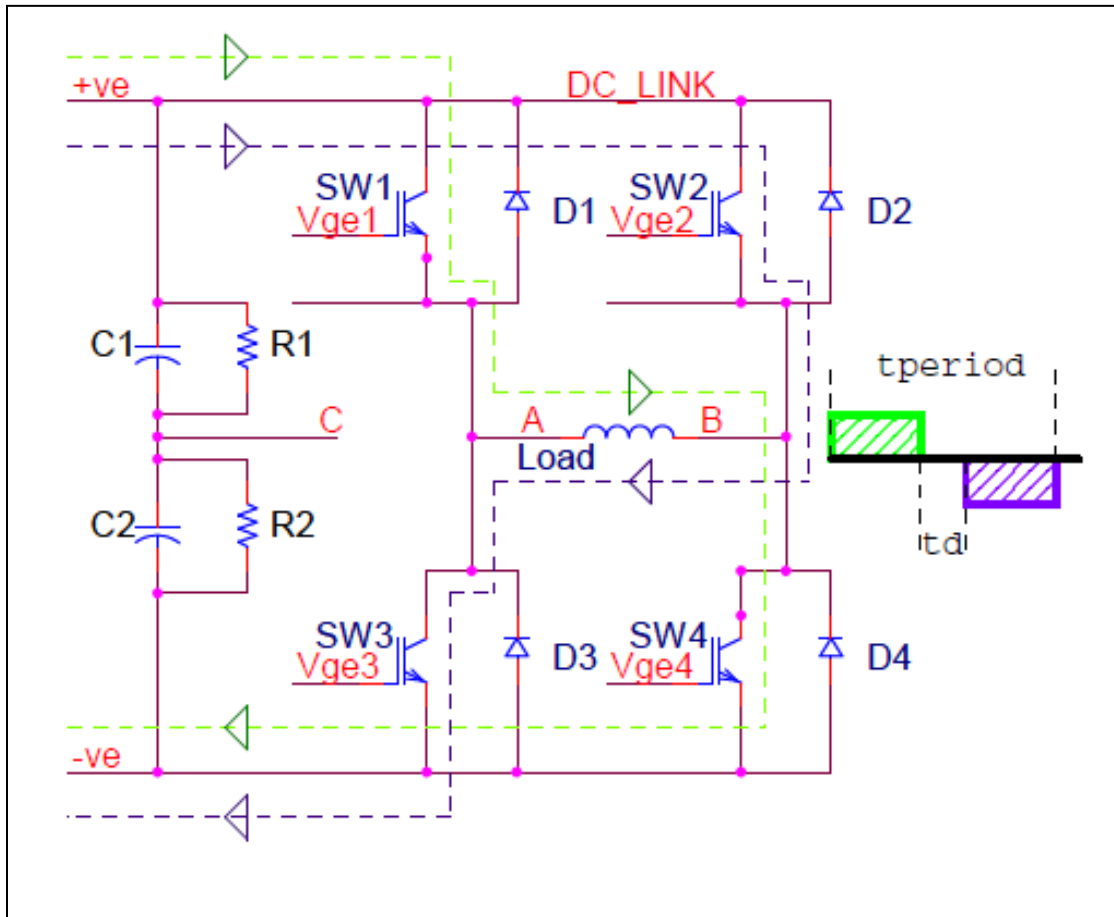 +ve
DC_LINK
SW1
Vge1
D1
SW2
Vge2
D2
C1
R1
C
A
B
Load
tperiod
td
C2
R2
SW3
Vge3
D3
SW4
Vge4
D4
-ve